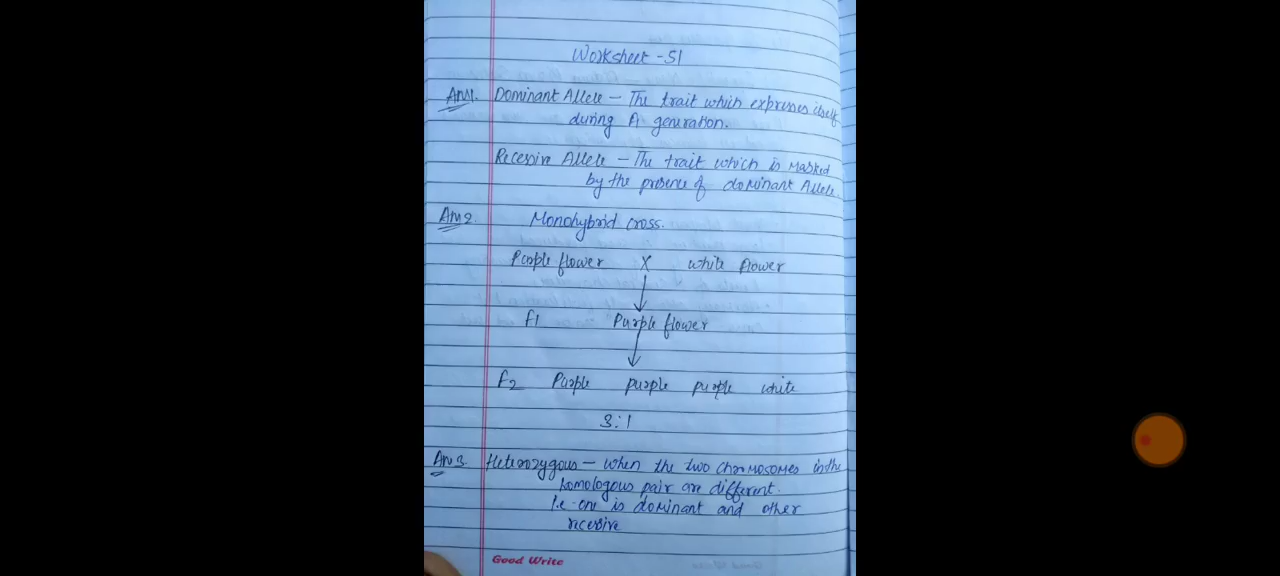 Worksheet - 51
Ans1. Dominant Allele - The trait which expresses itself
during F1 generation.
Recessive Allele - The trait which is masked
by the presence of dominant Allele.
Ans2. Monohybrid cross.
Purple flower X white flower
F1 Purple flower
F2 Purple purple purple white
3:1
Ans3. Heterozygous - when the two chromosomes in the
homologous pair are different.
I.e one is dominant and other
recessive
Good Write